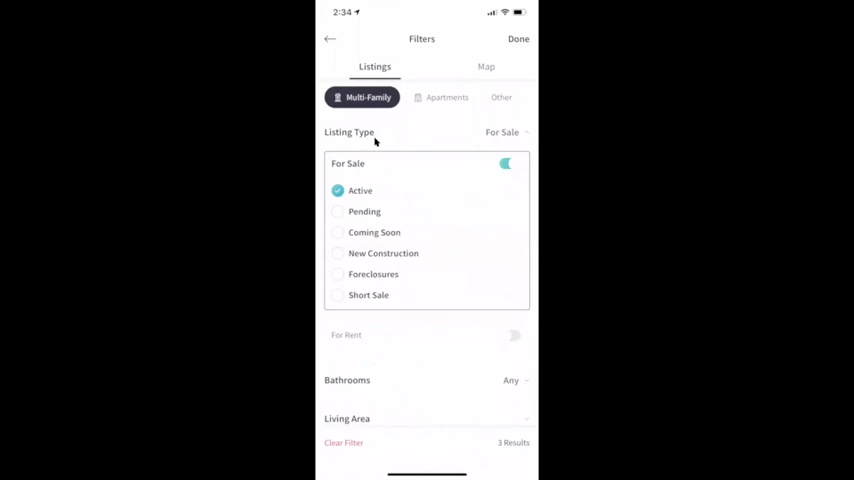 2:34
Filters Done
Listings Map
Multi-Family Apartments Other
Listing Type For Sale
For Sale
Active
Pending
Coming Soon
New Construction
Foreclosures
Short Sale
For Rent
Bathrooms Any
Living Area
Clear Filter 3 Results